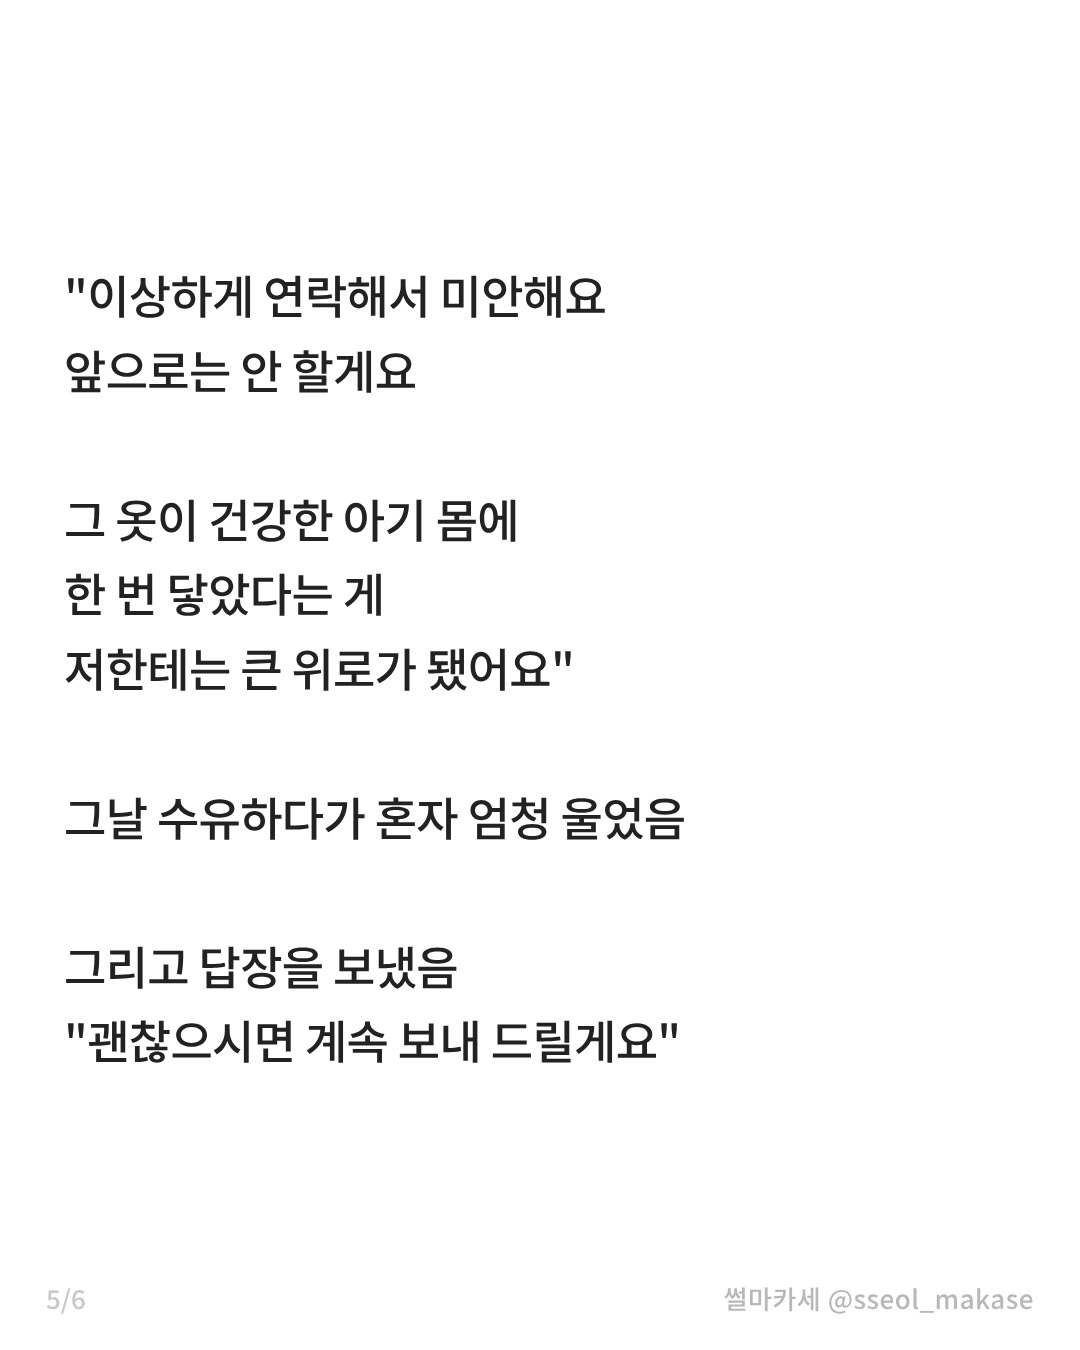 "이상하게 연락해서 미안해요
앞으로는 안 할게요
그 옷이 건강한 아기 몸에
한 번 닿았다는 게
저한테는 큰 위로가 됐어요"
그날 수유하다가 혼자 엄청 울었음
그리고 답장을 보냈음
"괜찮으시면 계속 보내 드릴게요"
5/6
썰마카세 @sseol_makase